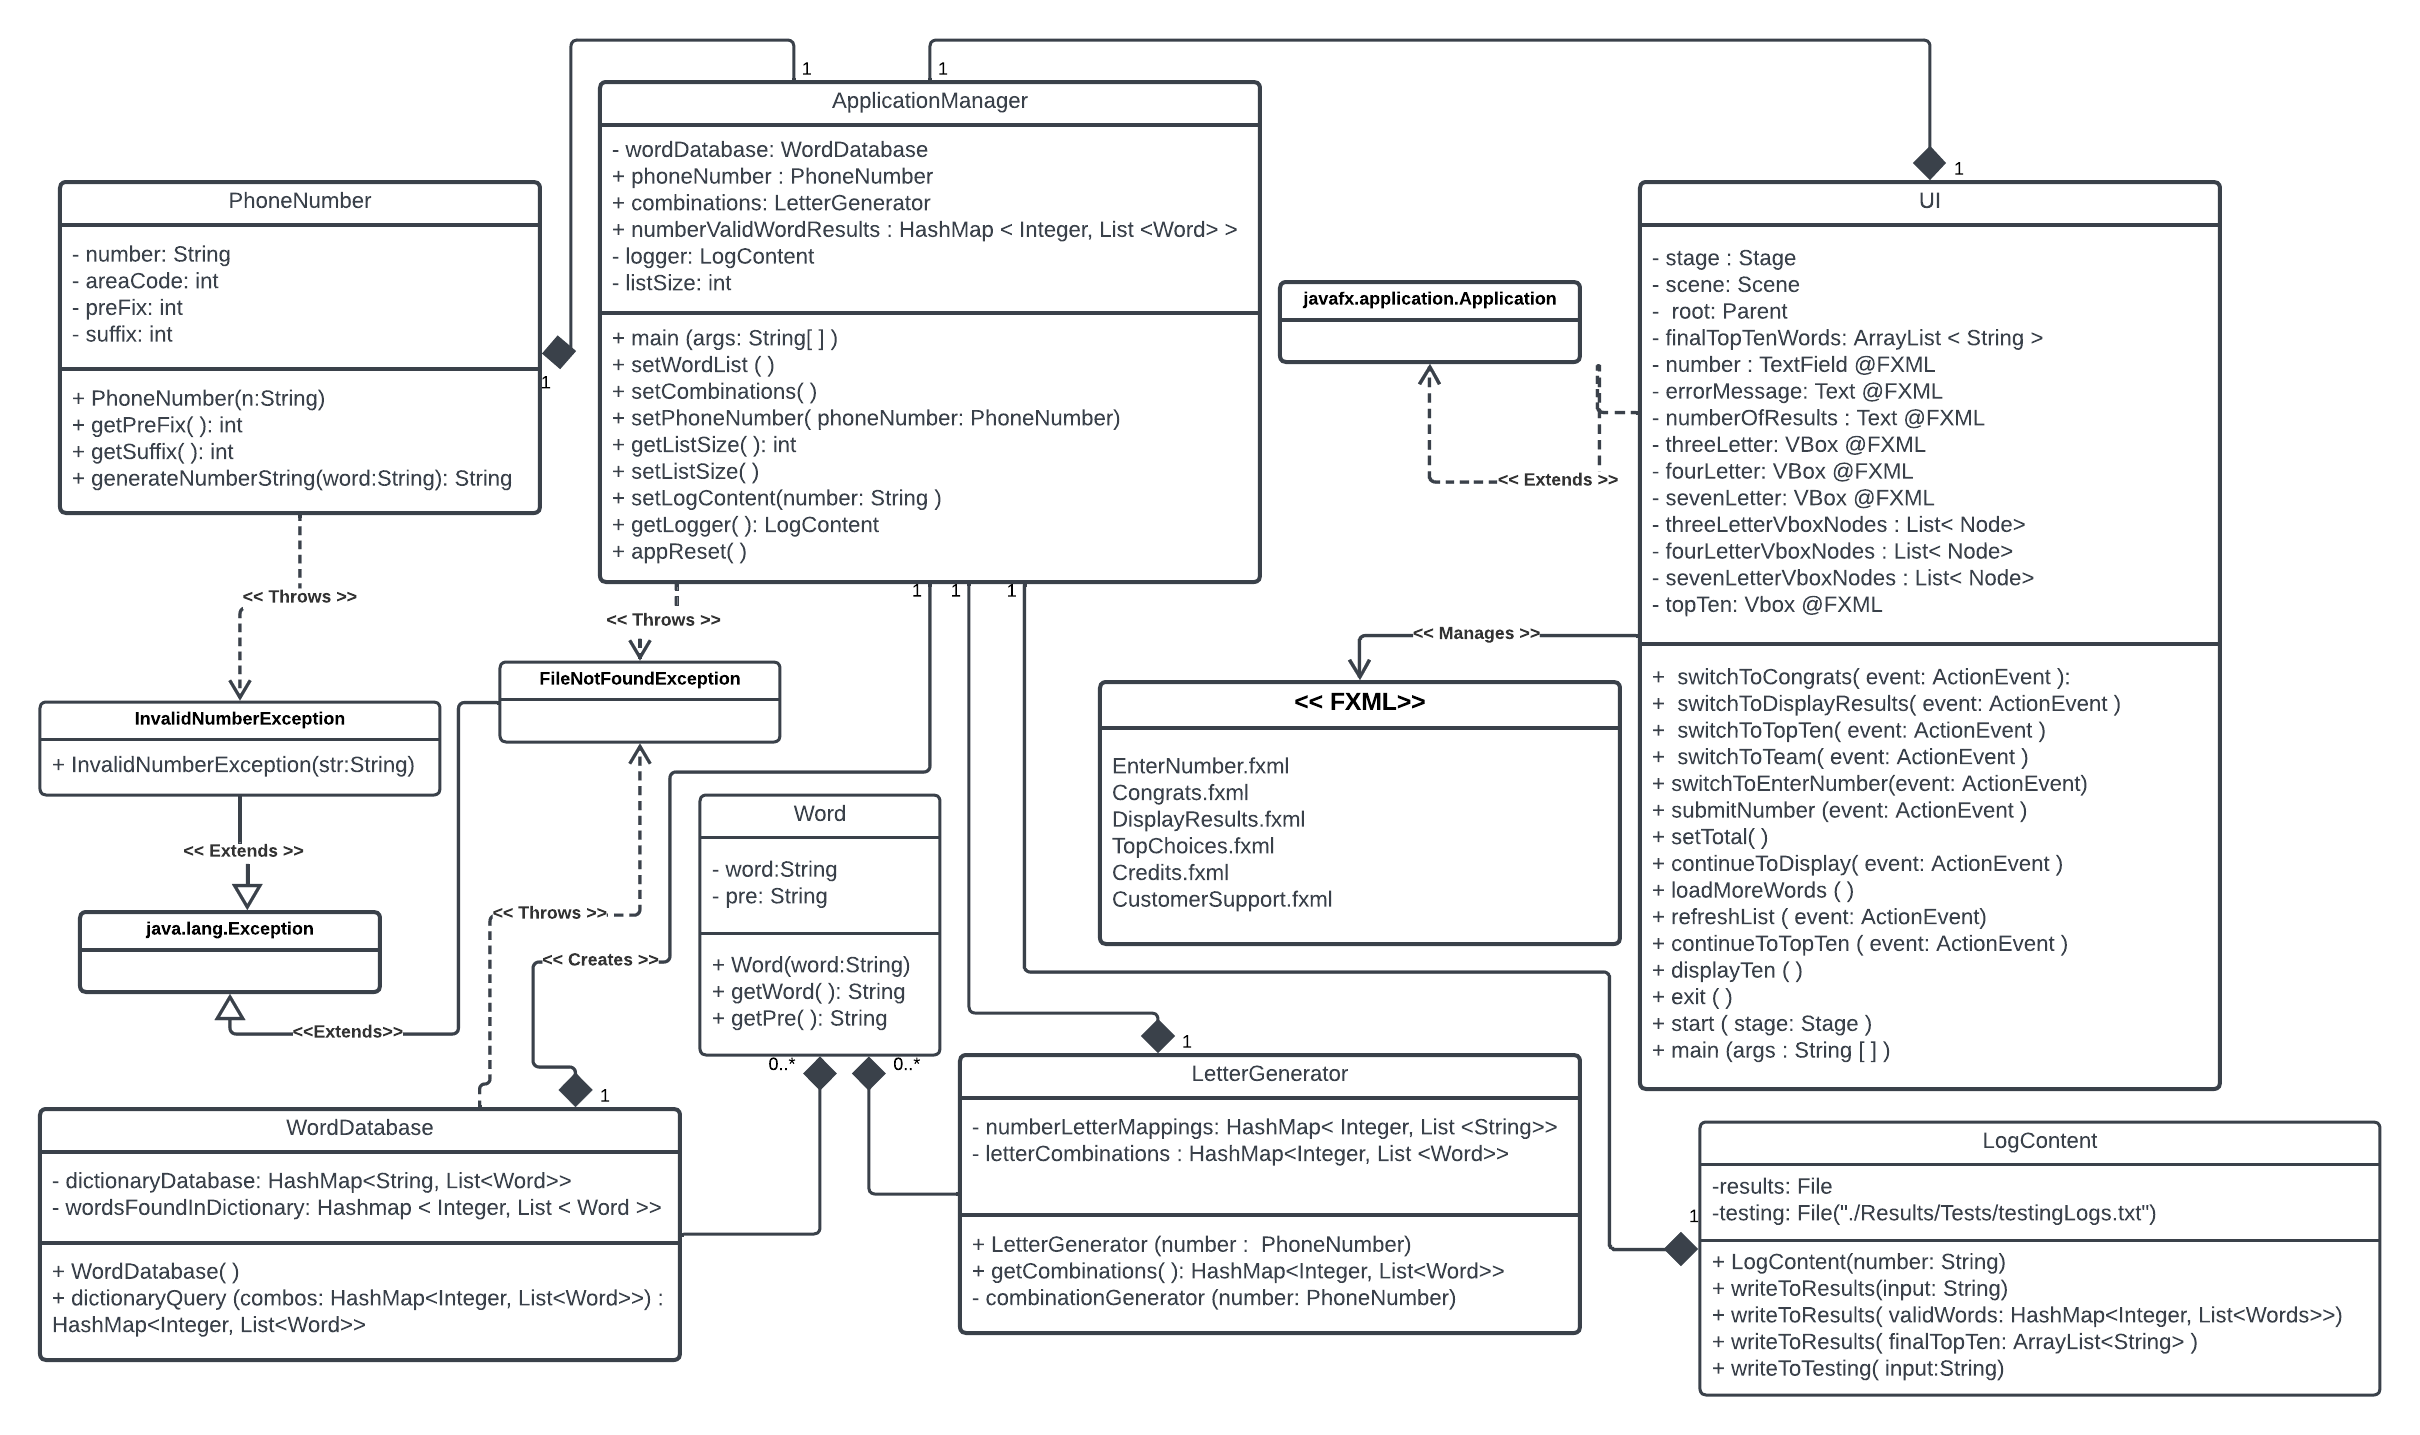 1
1
ApplicationManager
- wordDatabase: WordDatabase
+ phoneNumber : PhoneNumber
+ combinations: LetterGenerator
+ numberValidWordResults : HashMap < Integer, List <Word> >
- logger: LogContent
- listSize: int
+ main (args: String[ ] )
+ setWordList ( )
+ setCombinations( )
+ setPhoneNumber( phoneNumber: PhoneNumber)
+ getListSize( ): int
+ setListSize( )
+ setLogContent(number: String )
+ getLogger( ): LogContent
+ appReset( )
1
1
1
PhoneNumber
- number: String
- areaCode: int
- preFix: int
- suffix: int
+ PhoneNumber(n:String)
+ getPreFix( ): int
+ getSuffix( ): int
+ generateNumberString(word:String): String
1
1
UI
- stage : Stage
- scene: Scene
-  root: Parent
- finalTopTenWords: ArrayList < String >
- number : TextField @FXML
- errorMessage: Text @FXML
- numberOfResults : Text @FXML
- threeLetter: VBox @FXML
- fourLetter: VBox @FXML
- sevenLetter: VBox @FXML
- threeLetterVboxNodes : List< Node>
- fourLetterVboxNodes : List< Node>
- sevenLetterVboxNodes : List< Node>
- topTen: Vbox @FXML
+  switchToCongrats( event: ActionEvent ):
+  switchToDisplayResults( event: ActionEvent )
+  switchToTopTen( event: ActionEvent )
+  switchToTeam( event: ActionEvent )
+ switchToEnterNumber(event: ActionEvent)
+ submitNumber (event: ActionEvent )
+ setTotal( )
+ continueToDisplay( event: ActionEvent )
+ loadMoreWords ( )
+ refreshList ( event: ActionEvent)
+ continueToTopTen ( event: ActionEvent )
+ displayTen ( )
+ exit ( )
+ start ( stage: Stage )
+ main (args : String [ ] )
javafx.application.Application
<< Extends >>
<< Throws >>
<< Throws >>
FileNotFoundException
InvalidNumberException
+ InvalidNumberException(str:String)
<< Manages >>
<< FXML>>
EnterNumber.fxml
Congrats.fxml
DisplayResults.fxml
TopChoices.fxml
Credits.fxml
CustomerSupport.fxml
<< Extends >>
java.lang.Exception
<<Extends>>
<< Throws >>
<< Creates >>
Word
- word:String
- pre: String
+ Word(word:String)
+ getWord( ): String
+ getPre( ): String
0..*
0..*
1
WordDatabase
- dictionaryDatabase: HashMap<String, List<Word>>
- wordsFoundInDictionary: Hashmap < Integer, List < Word >>
+ WordDatabase( )
+ dictionaryQuery (combos: HashMap<Integer, List<Word>>) :
HashMap<Integer, List<Word>>
1
LetterGenerator
- numberLetterMappings: HashMap< Integer, List <String>>
- letterCombinations : HashMap<Integer, List <Word>>
+ LetterGenerator (number :  PhoneNumber)
+ getCombinations( ): HashMap<Integer, List<Word>>
- combinationGenerator (number: PhoneNumber)
1
LogContent
-results: File
-testing: File("./Results/Tests/testingLogs.txt")
+ LogContent(number: String)
+ writeToResults(input: String)
+ writeToResults( validWords: HashMap<Integer, List<Words>>)
+ writeToResults( finalTopTen: ArrayList<String> )
+ writeToTesting( input:String)